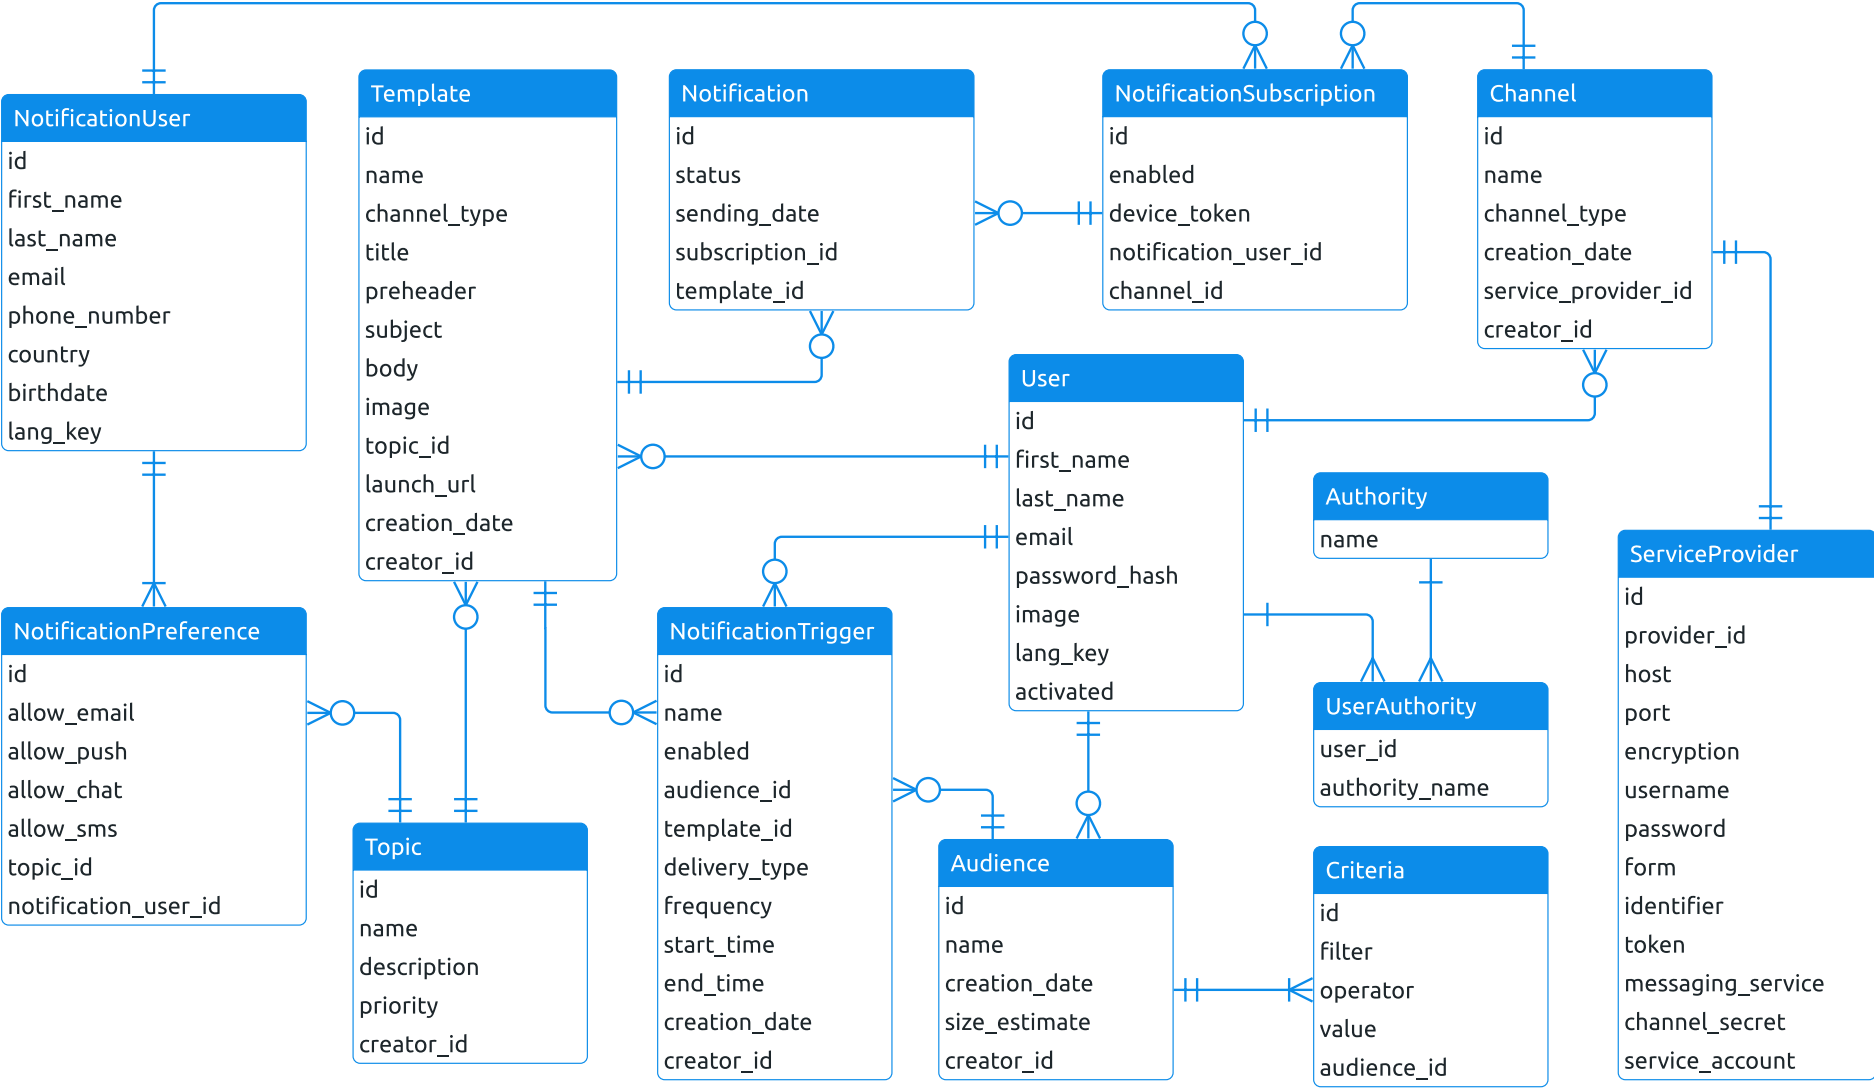 NotificationUser
id
first_name
last_name
email
phone_number
country
birthdate
lang_key
Template
id
name
channel_type
title
preheader
subject
body
image
topic_id
launch_url
creation_date
creator_id
Notification
id
status
sending_date
subscription_id
template_id
NotificationSubscription
id
enabled
device_token
notification_user_id
channel_id
Channel
id
name
channel_type
creation_date
service_provider_id
creator_id
User
id
first_name
last_name
email
password_hash
image
lang_key
activated
Authority
name
ServiceProvider
id
provider_id
host
port
encryption
username
password
form
identifier
token
messaging_service
channel_secret
service_account
NotificationPreference
id
allow_email
allow_push
allow_chat
allow_sms
topic_id
notification_user_id
Topic
id
name
description
priority
creator_id
NotificationTrigger
id
name
enabled
audience_id
template_id
delivery_type
frequency
start_time
end_time
creation_date
creator_id
UserAuthority
user_id
authority_name
Audience
id
name
creation_date
size_estimate
creator_id
Criteria
id
filter
operator
value
audience_id